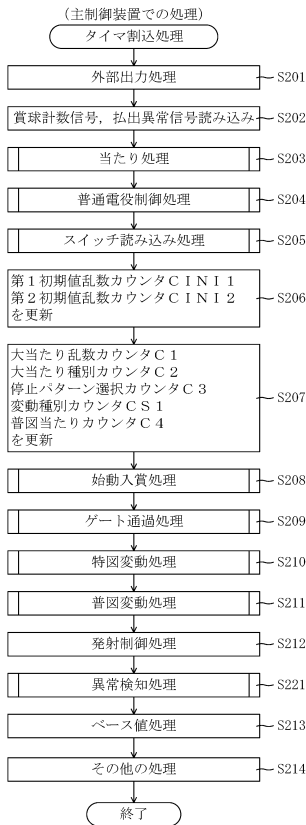 （主制御装置での処理）
タイマ割込処理
外部出力処理
S201
賞球計数信号，払出異常信号読み込み
S202
当たり処理
S203
普通電役制御処理
S204
スイッチ読み込み処理
S205
第１初期値乱数カウンタＣＩＮＩ１
第２初期値乱数カウンタＣＩＮＩ２
を更新
S206
大当たり乱数カウンタＣ１
大当たり種別カウンタＣ２
停止パターン選択カウンタＣ３
変動種別カウンタＣＳ１
普図当たりカウンタＣ４
を更新
S207
始動入賞処理
S208
ゲート通過処理
S209
特図変動処理
S210
普図変動処理
S211
発射制御処理
S212
異常検知処理
S221
ベース値処理
S213
その他の処理
S214
終了